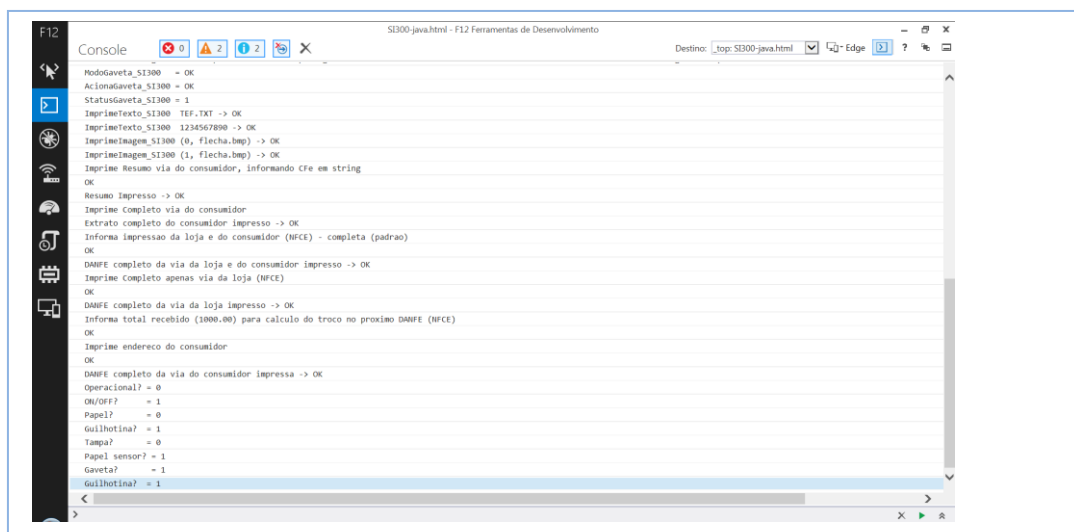 F12
SI300-java.html - F12 Ferramentas de Desenvolvimento
Console 0 2 2 Destino: _top: SI300-java.html Edge ?
ModoGaveta_SI300 = OK
AcionaGaveta_SI300 = OK
StatusGaveta_SI300 = 1
ImprimeTexto_SI300 TEF.TXT -> OK
ImprimeTexto_SI300 1234567890 -> OK
ImprimeImagem_SI300 (0, flecha.bmp) -> OK
ImprimeImagem_SI300 (1, flecha.bmp) -> OK
Imprime Resumo via do consumidor, informando CFe em string
OK
Resumo Impresso -> OK
Imprime Completo via do consumidor
Extrato completo do consumidor impresso -> OK
Informa impressao da loja e do consumidor (NFCE) - completa (padrao)
OK
DANFE completo da via da loja e do consumidor impresso -> OK
Imprime Completo apenas via da loja (NFCE)
OK
DANFE completo da via da loja impresso -> OK
Informa total recebido (1000.00) para calculo do troco no proximo DANFE (NFCE)
OK
Imprime endereco do consumidor
OK
DANFE completo da via do consumidor impressa -> OK
Operacional? = 0
ON/OFF? = 1
Papel? = 0
Guilhotina? = 1
Tampa? = 0
Papel sensor? = 1
Gaveta? = 1
Guilhotina? = 1